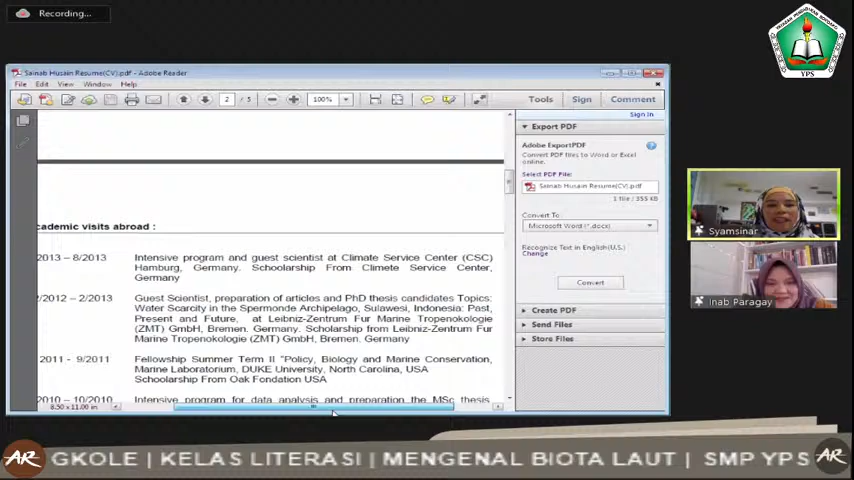 Recording...
YPS
Sainab Husain Resume(CV).pdf - Adobe Reader
File Edit View Window Help
2 / 5 100% Tools Sign Comment
Sign In
Export PDF
Adobe ExportPDF
Convert PDF files to Word or Excel
online.
Select PDF File:
Sainab Husain Resume(CV).pdf
1 file / 355 KB
Convert To:
Microsoft Word (*.docx)
Recognize Text in English(U.S.)
Change
Convert
Create PDF
Send Files
Store Files
cademic visits abroad :
2013 – 8/2013 Intensive program and guest scientist at Climate Service Center (CSC)
Hamburg, Germany. Schoolarship From Climete Service Center,
Germany
/2012 – 2/2013 Guest Scientist, preparation of articles and PhD thesis candidates Topics:
Water Scarcity in the Spermonde Archipelago, Sulawesi, Indonesia: Past,
Present and Future, at Leibniz-Zentrum Fur Marine Tropenokologie
(ZMT) GmbH, Bremen, Germany. Scholarship from Leibniz-Zentrum Fur
Marine Tropenokologie (ZMT) GmbH, Bremen, Germany
2011 - 9/2011 Fellowship Summer Term II "Policy, Biology and Marine Conservation,
Marine Laboratorium, DUKE University, North Carolina, USA
Schoolarship From Oak Fondation USA
2010 – 10/2010 Intensive program for data analysis and preparation the MSc thesis
8.50 x 11.00 in
Syamsinar
Inab Paragay
AR GKOLE | KELAS LITERASI | MENGENAL BIOTA LAUT | SMP YPS AR